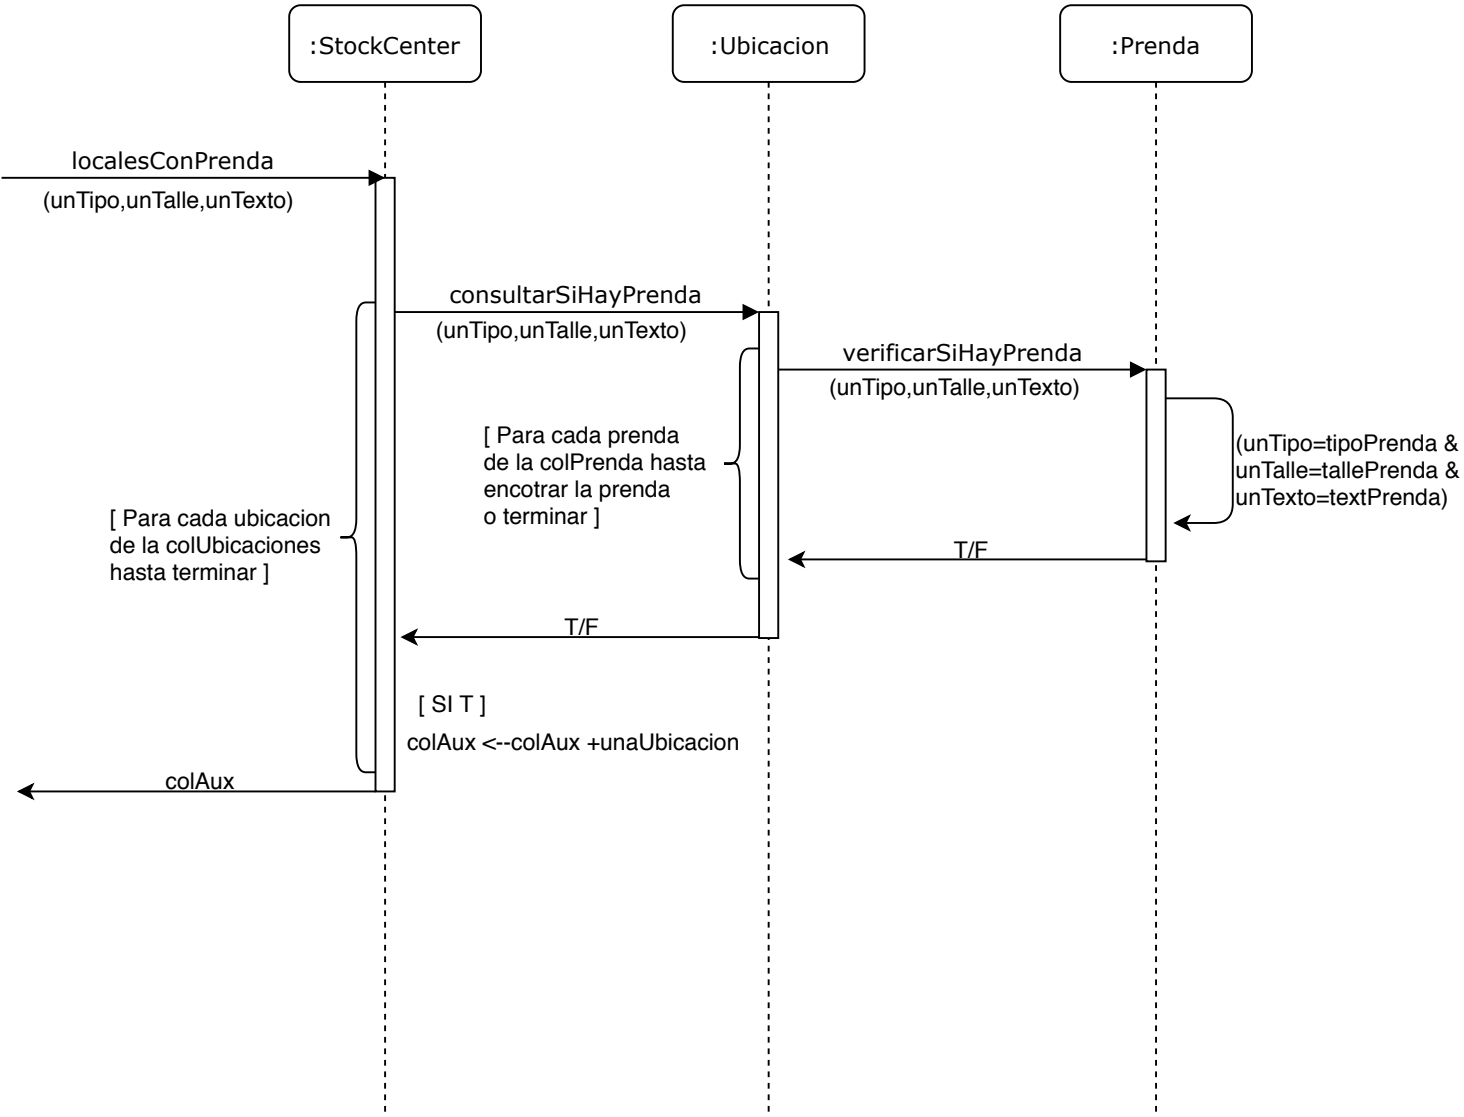 :StockCenter
:Ubicacion
:Prenda
localesConPrenda
(unTipo,unTalle,unTexto)
consultarSiHayPrenda
(unTipo,unTalle,unTexto)
verificarSiHayPrenda
(unTipo,unTalle,unTexto)
[ Para cada prenda
de la colPrenda hasta
encotrar la prenda
o terminar ]
(unTipo=tipoPrenda &
unTalle=tallePrenda &
unTexto=textPrenda)
[ Para cada ubicacion
de la colUbicaciones
hasta terminar ]
T/F
T/F
[ SI T ]
colAux <--colAux +unaUbicacion
colAux